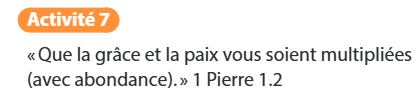 Activité 7
« Que la grâce et la paix vous soient multipliées
(avec abondance). » 1 Pierre 1.2